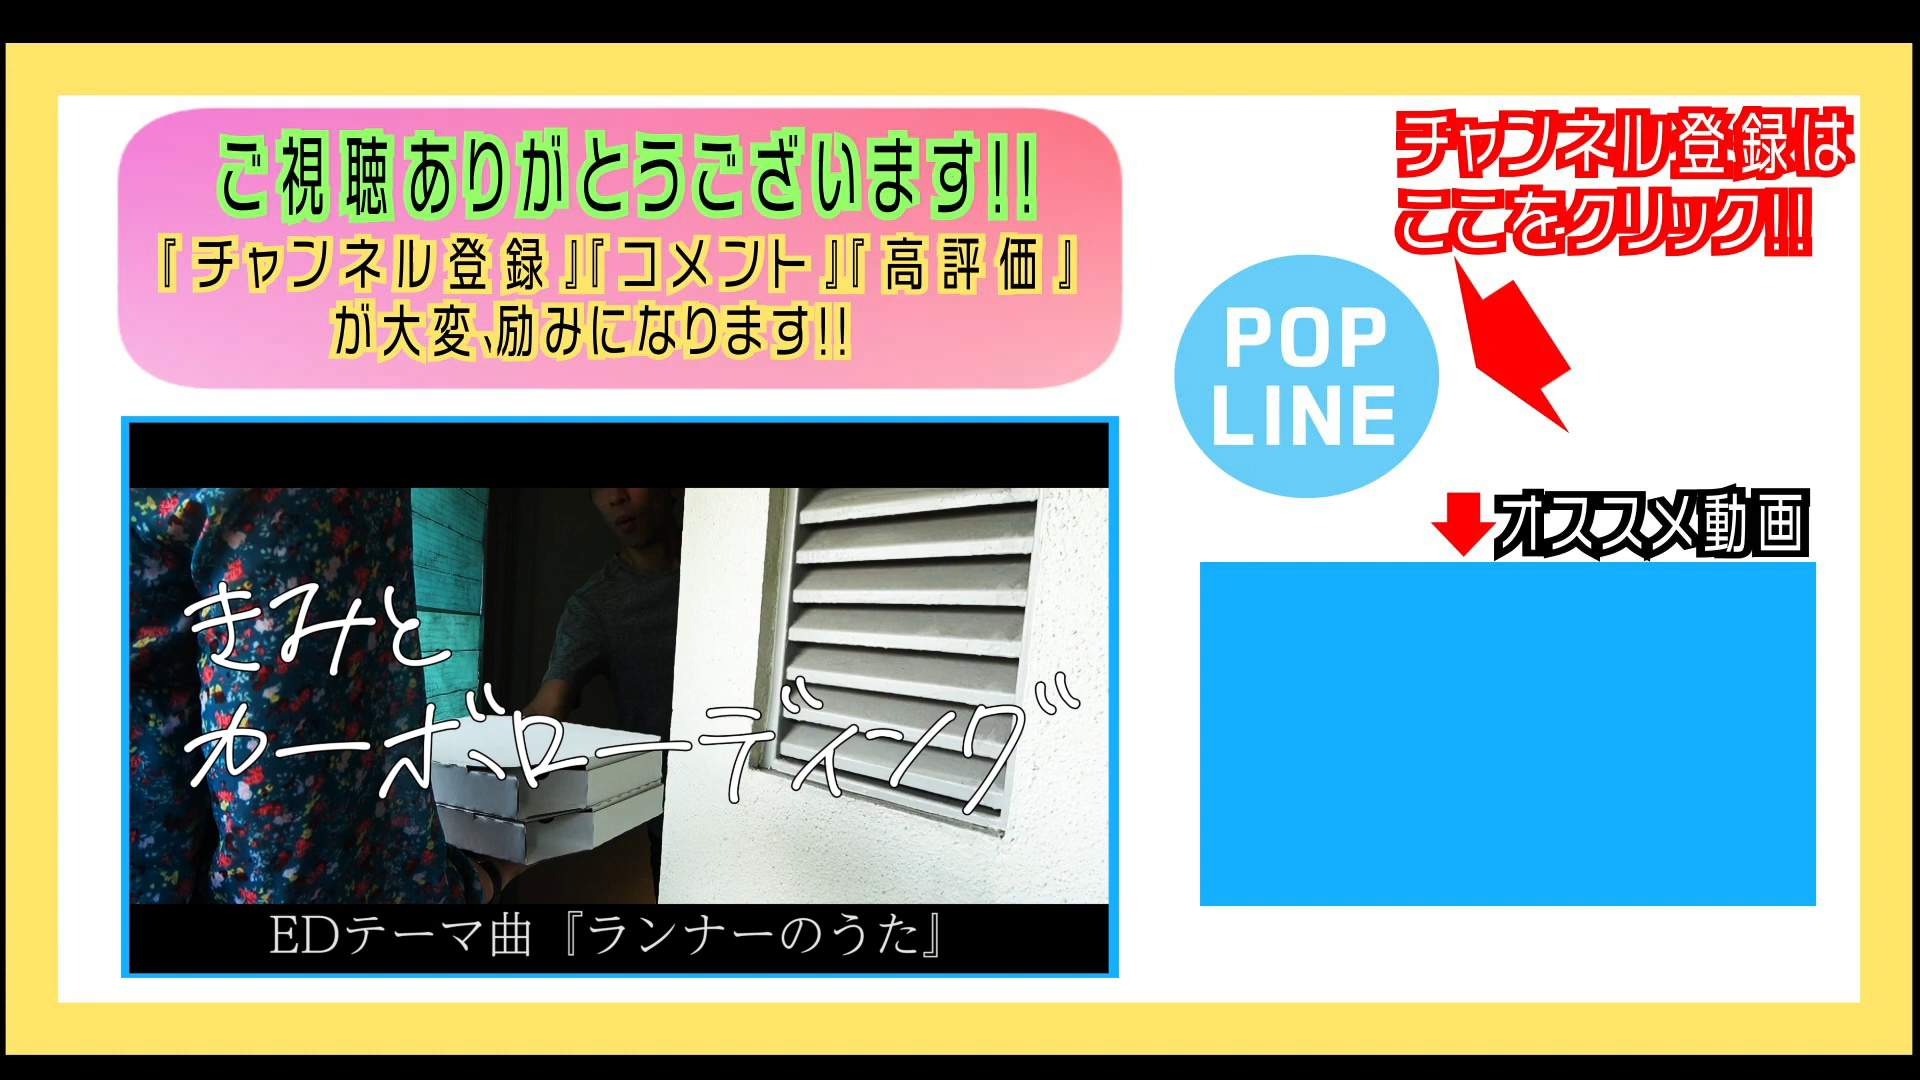 ご視聴ありがとうございます!!
『チャンネル登録』『コメント』『高評価』
が大変、励みになります!!
チャンネル登録は
ここをクリック!!
POP
LINE
オススメ動画
きみと
カーボローディング
EDテーマ曲『ランナーのうた』